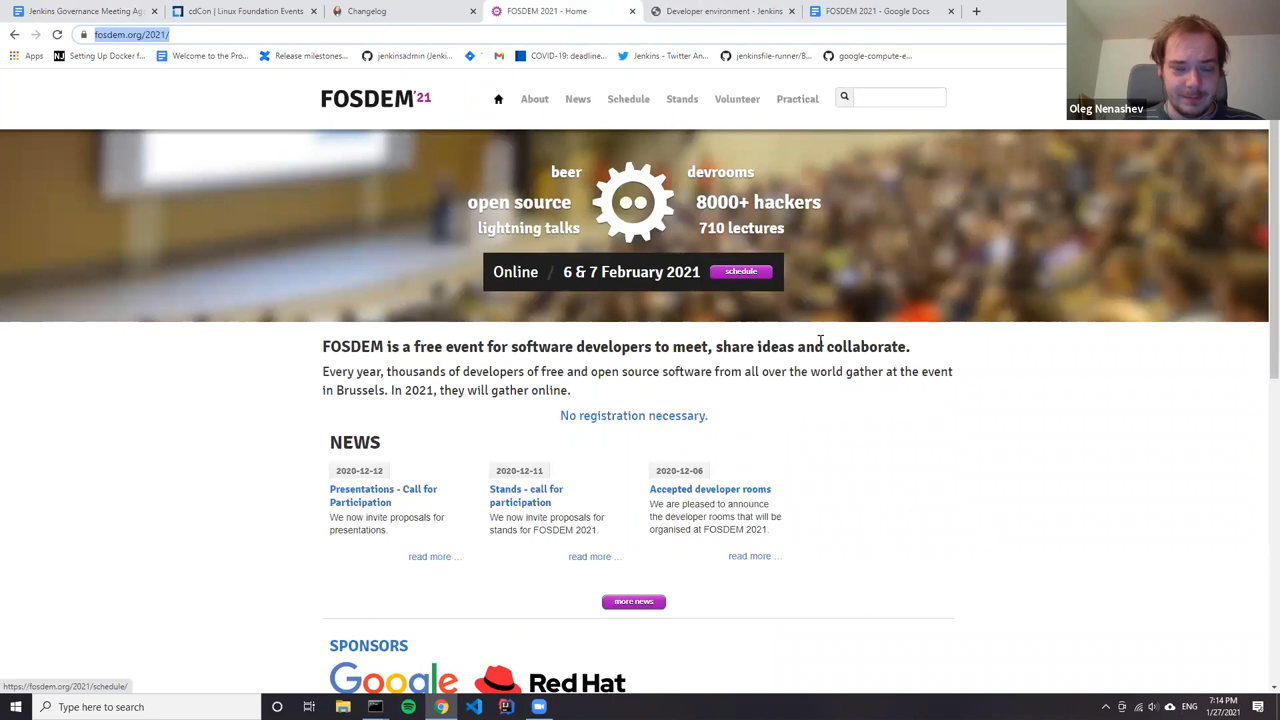 Jenkins Governance Meeting Ag
cdCon | Linux Foundation Events
Changelog
FOSDEM 2021 - Home
Developer environment - Jenkins
FOSDEM 2021 - Google Docs
fosdem.org/2021/
Apps
Setting Up Docker f...
Welcome to the Pro...
Release milestones...
jenkinsadmin (Jenki...
COVID-19: deadline...
Jenkins - Twitter An...
jenkinsfile-runner/B...
google-compute-e...
Oleg Nenashev
FOSDEM'21
About
News
Schedule
Stands
Volunteer
Practical
beer
devrooms
open source
8000+ hackers
lightning talks
710 lectures
Online / 6 & 7 February 2021
schedule
FOSDEM is a free event for software developers to meet, share ideas and collaborate.
Every year, thousands of developers of free and open source software from all over the world gather at the event
in Brussels. In 2021, they will gather online.
No registration necessary.
NEWS
2020-12-12
Presentations - Call for
Participation
We now invite proposals for
presentations.
read more ...
2020-12-11
Stands - call for
participation
We now invite proposals for
stands for FOSDEM 2021.
read more ...
2020-12-06
Accepted developer rooms
We are pleased to announce
the developer rooms that will be
organised at FOSDEM 2021.
read more ...
more news
SPONSORS
Google
Red Hat
https://fosdem.org/2021/schedule/
Type here to search
ENG
7:14 PM
1/27/2021